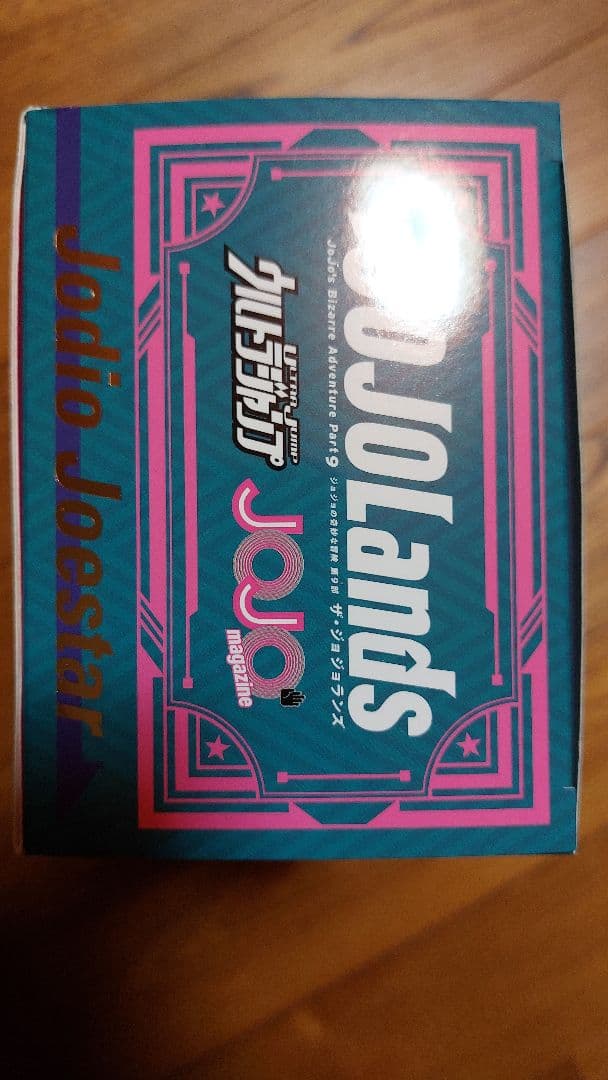 JOJOLands
JoJo's Bizarre Adventure Part9 ジョジョの奇妙な冒険 第9部 ザ・ジョジョランズ
ULTRA JUMP
ウルトラジャンプ
JOJO
magazine
Jodio Joestar